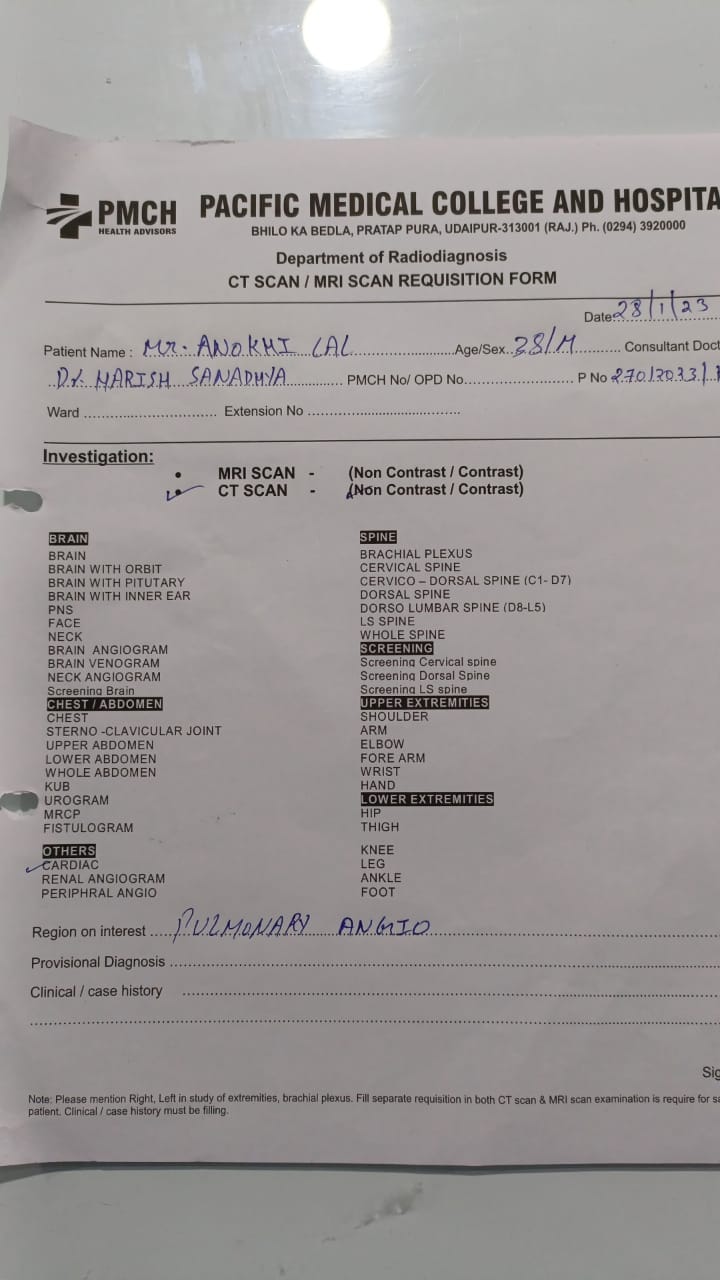 PMCH
HEALTH ADVISORS
PACIFIC MEDICAL COLLEGE AND HOSPITA
BHILO KA BEDLA, PRATAP PURA, UDAIPUR-313001 (RAJ.) Ph. (0294) 3920000
Department of Radiodiagnosis
CT SCAN / MRI SCAN REQUISITION FORM
Date: 28/1/23
Patient Name : Mr. ANOKHI LAL Age/Sex 38/M Consultant Doct
Dr. HARISH SANADHYA PMCH No/ OPD No. P No
Ward Extension No
Investigation:
• MRI SCAN - (Non Contrast / Contrast)
• CT SCAN - (Non Contrast / Contrast)
BRAIN
BRAIN
BRAIN WITH ORBIT
BRAIN WITH PITUTARY
BRAIN WITH INNER EAR
PNS
FACE
NECK
BRAIN ANGIOGRAM
BRAIN VENOGRAM
NECK ANGIOGRAM
Screening Brain
CHEST / ABDOMEN
CHEST
STERNO -CLAVICULAR JOINT
UPPER ABDOMEN
LOWER ABDOMEN
WHOLE ABDOMEN
KUB
UROGRAM
MRCP
FISTULOGRAM
OTHERS
CARDIAC
RENAL ANGIOGRAM
PERIPHRAL ANGIO
SPINE
BRACHIAL PLEXUS
CERVICAL SPINE
CERVICO – DORSAL SPINE (C1- D7)
DORSAL SPINE
DORSO LUMBAR SPINE (D8-L5)
LS SPINE
WHOLE SPINE
SCREENING
Screening Cervical spine
Screening Dorsal Spine
Screening LS spine
UPPER EXTREMITIES
SHOULDER
ARM
ELBOW
FORE ARM
WRIST
HAND
LOWER EXTREMITIES
HIP
THIGH
KNEE
LEG
ANKLE
FOOT
Region on interest PULMONARY ANGIO
Provisional Diagnosis
Clinical / case history
Sig
Note: Please mention Right, Left in study of extremities, brachial plexus. Fill separate requisition in both CT scan & MRI scan examination is require for sa
patient. Clinical / case history must be filling.